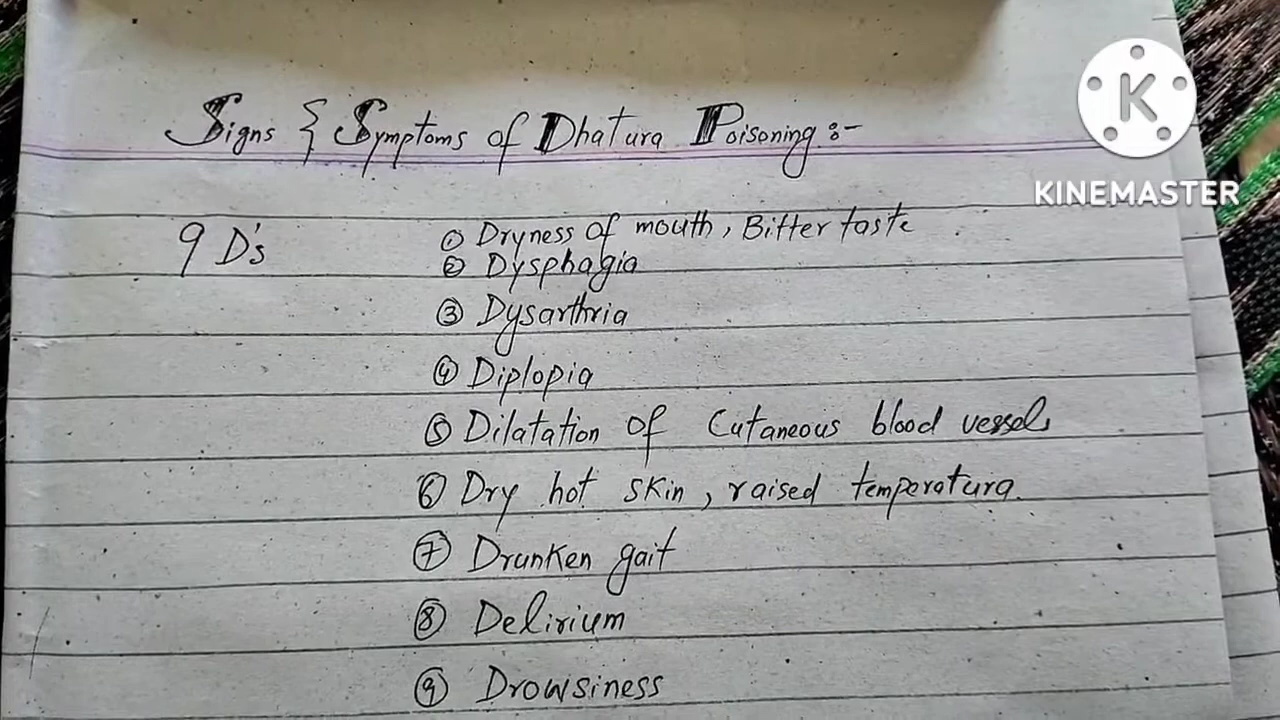 Signs & Symptoms of Dhatura Poisoning :-
K
KINEMASTER
9 D's
① Dryness of mouth, Bitter taste
② Dysphagia
③ Dysarthria
④ Diplopia
⑤ Dilatation of Cutaneous blood vessels
⑥ Dry hot skin, raised temperatura.
⑦ Drunken gait
⑧ Delirium
⑨ Drowsiness